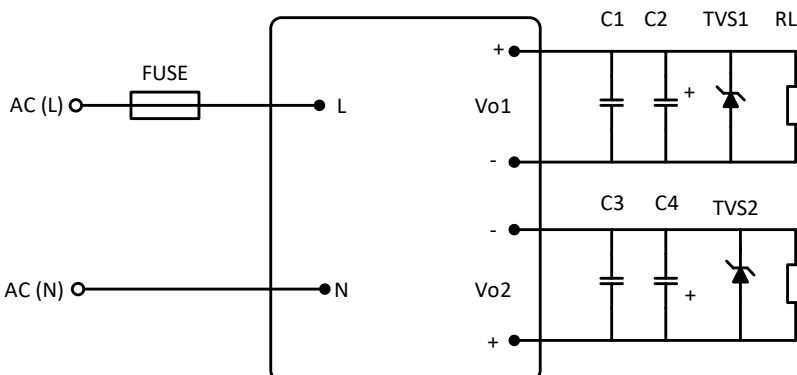 C1 C2 TVS1 RL
+
FUSE
AC (L)
L
Vo1
+
-
C3 C4 TVS2
-
AC (N)
N
Vo2
+
+